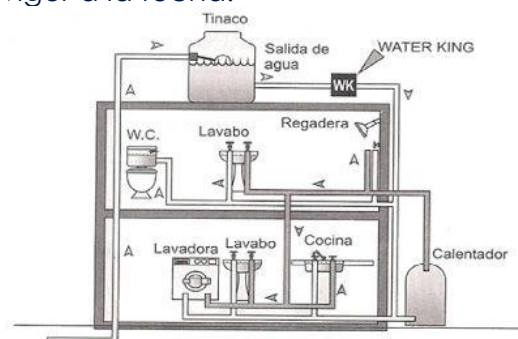 Tinaco
Salida de
agua
WATER KING
WK
Regadera
W.C.
Lavabo
Lavadora
Lavabo
Cocina
Calentador